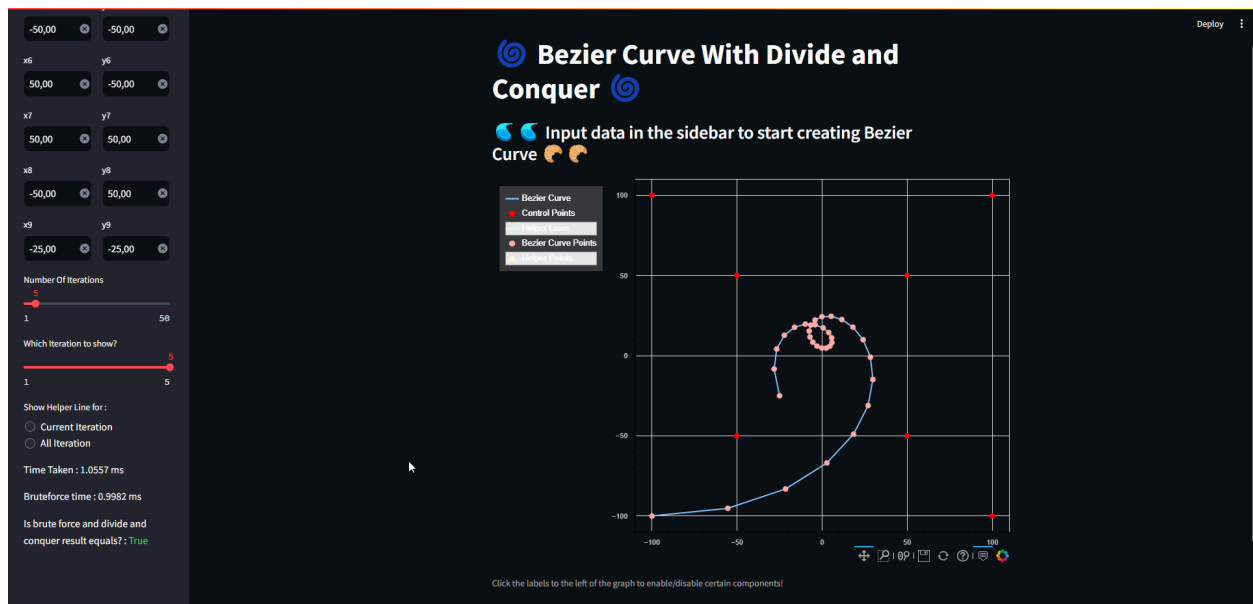 -50,00 -50,00
x6 y6
50,00 -50,00
x7 y7
50,00 50,00
x8 y8
-50,00 50,00
x9 y9
-25,00 -25,00
Number Of Iterations
5
1 50
Which Iteration to show?
5
1 5
Show Helper Line for :
Current Iteration
All Iteration
Time Taken : 1.0557 ms
Bruteforce time : 0.9982 ms
Is brute force and divide and
conquer result equals? : True
Deploy
🌀 Bezier Curve With Divide and
Conquer 🌀
🌊 🌊 Input data in the sidebar to start creating Bezier
Curve 🥐 🥐
Bezier Curve
Control Points
Helper Lines
Bezier Curve Points
Helper Points
100
50
0
−50
−100
−100 −50 0 50 100
Click the labels to the left of the graph to enable/disable certain components!